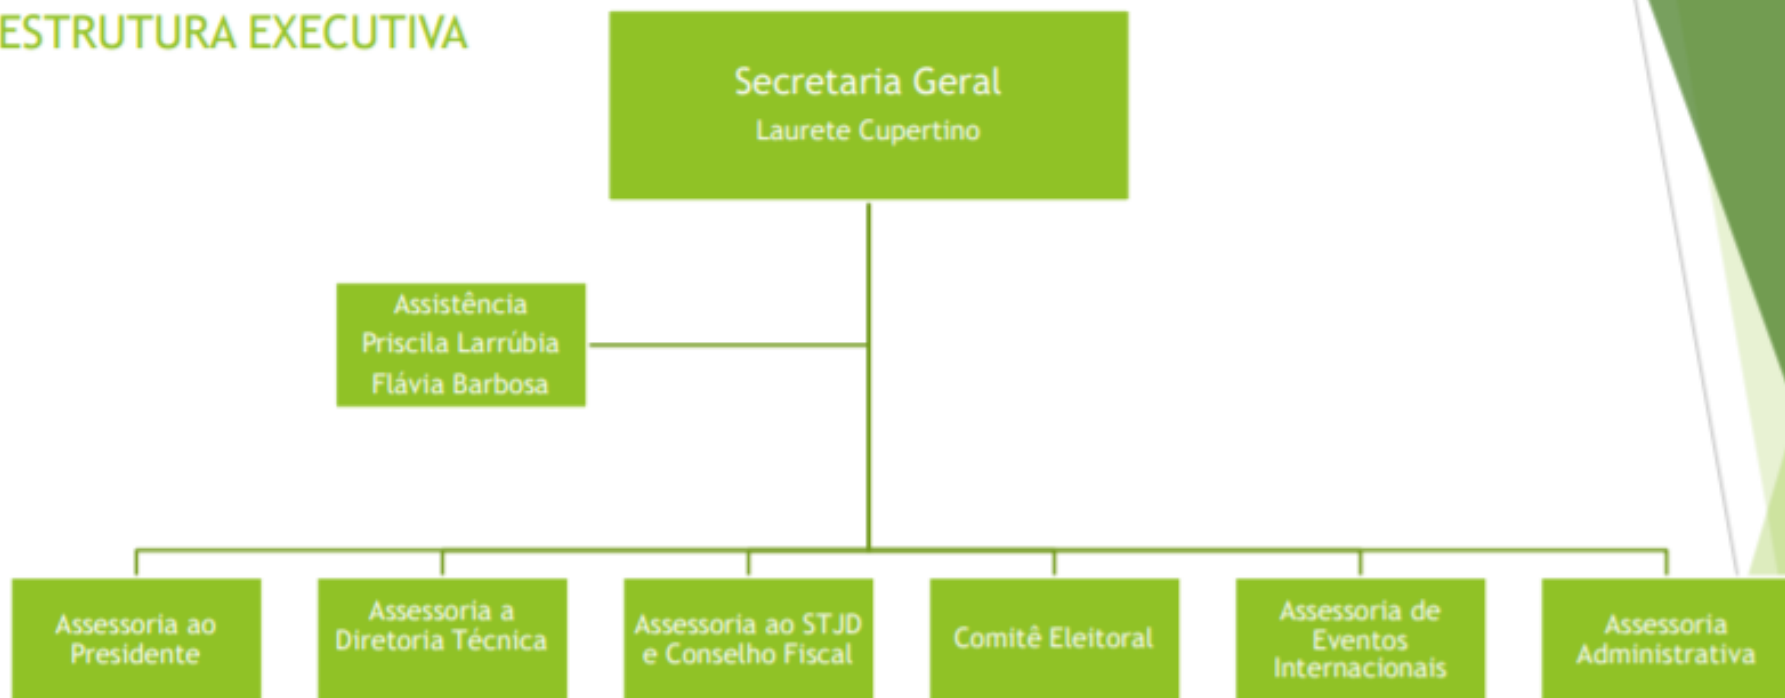 ESTRUTURA EXECUTIVA
Secretaria Geral
Laurete Cupertino
Assistência
Priscila Larrúbia
Flávia Barbosa
Assessoria ao
Presidente
Assessoria a
Diretoria Técnica
Assessoria ao STJD
e Conselho Fiscal
Comitê Eleitoral
Assessoria de
Eventos
Internacionais
Assessoria
Administrativa